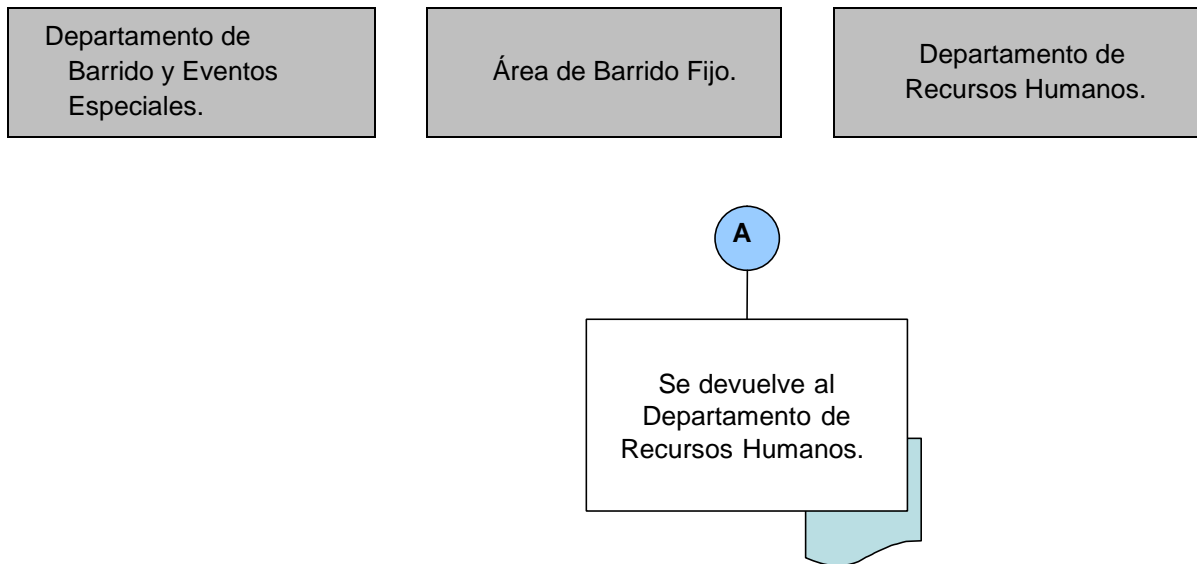 Departamento de
Barrido y Eventos
Especiales.
Área de Barrido Fijo.
Departamento de
Recursos Humanos.
A
Se devuelve al
Departamento de
Recursos Humanos.